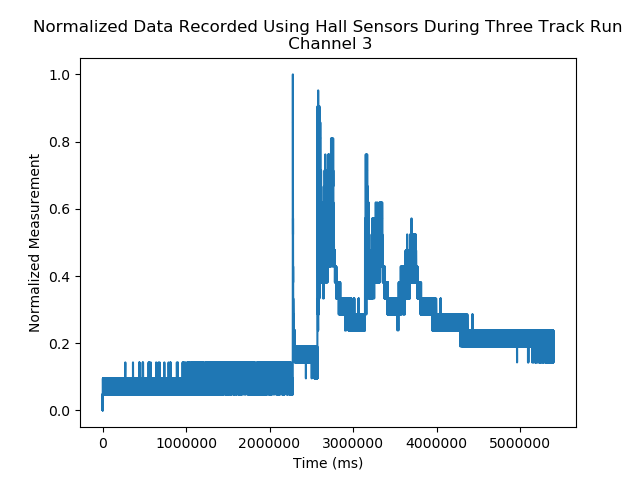 Normalized Data Recorded Using Hall Sensors During Three Track Run
Channel 3
1.0
0.8
0.6
0.4
0.2
0.0
Normalized Measurement
0 1000000 2000000 3000000 4000000 5000000
Time (ms)